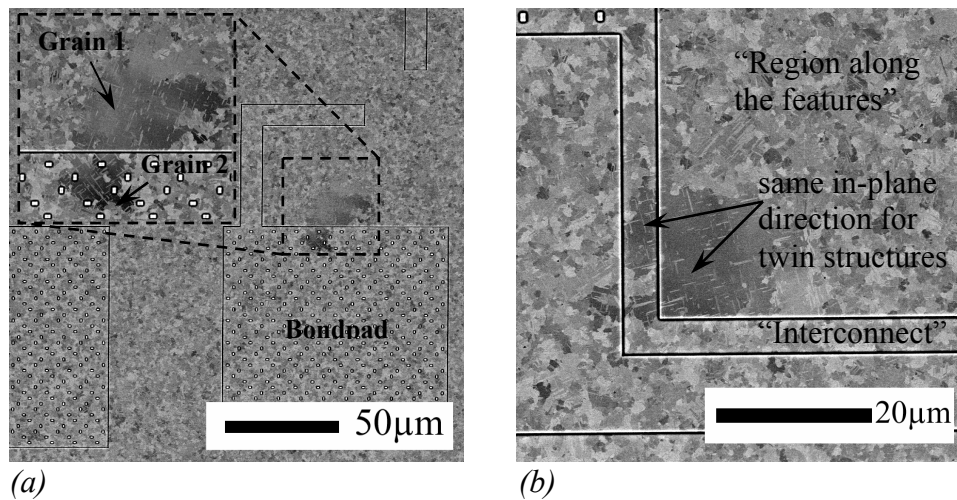 Grain 1
Grain 2
Bondpad
50µm
(a)
“Region along
the features”
same in-plane
direction for
twin structures
“Interconnect”
20µm
(b)